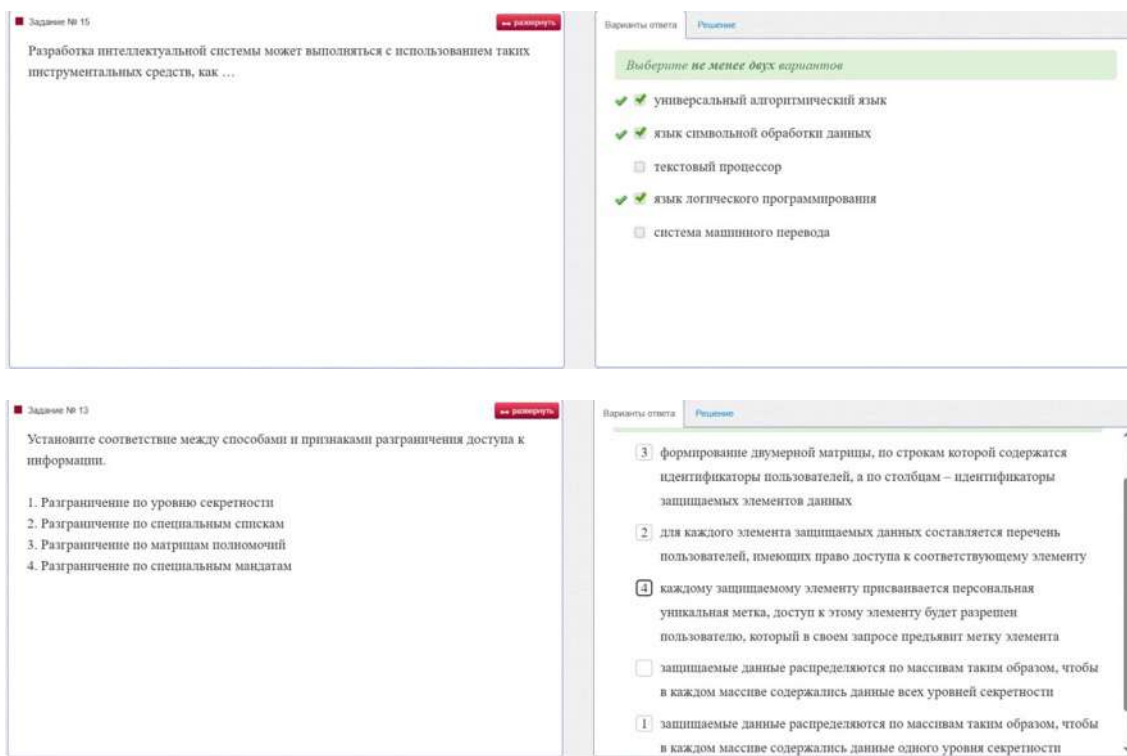 Задание № 15
развернуть
Разработка интеллектуальной системы может выполняться с использованием таких
инструментальных средств, как …
Варианты ответа
Решение
Выберите не менее двух вариантов
универсальный алгоритмический язык
язык символьной обработки данных
текстовый процессор
язык логического программирования
система машинного перевода
Задание № 13
развернуть
Установите соответствие между способами и признаками разграничения доступа к
информации.
1. Разграничение по уровню секретности
2. Разграничение по специальным спискам
3. Разграничение по матрицам полномочий
4. Разграничение по специальным мандатам
Варианты ответа
Решение
3 формирование двумерной матрицы, по строкам которой содержатся
идентификаторы пользователей, а по столбцам – идентификаторы
защищаемых элементов данных
2 для каждого элемента защищаемых данных составляется перечень
пользователей, имеющих право доступа к соответствующему элементу
4 каждому защищаемому элементу присваивается персональная
уникальная метка, доступ к этому элементу будет разрешен
пользователю, который в своем запросе предъявит метку элемента
защищаемые данные распределяются по массивам таким образом, чтобы
в каждом массиве содержались данные всех уровней секретности
1 защищаемые данные распределяются по массивам таким образом, чтобы
в каждом массиве содержались данные одного уровня секретности